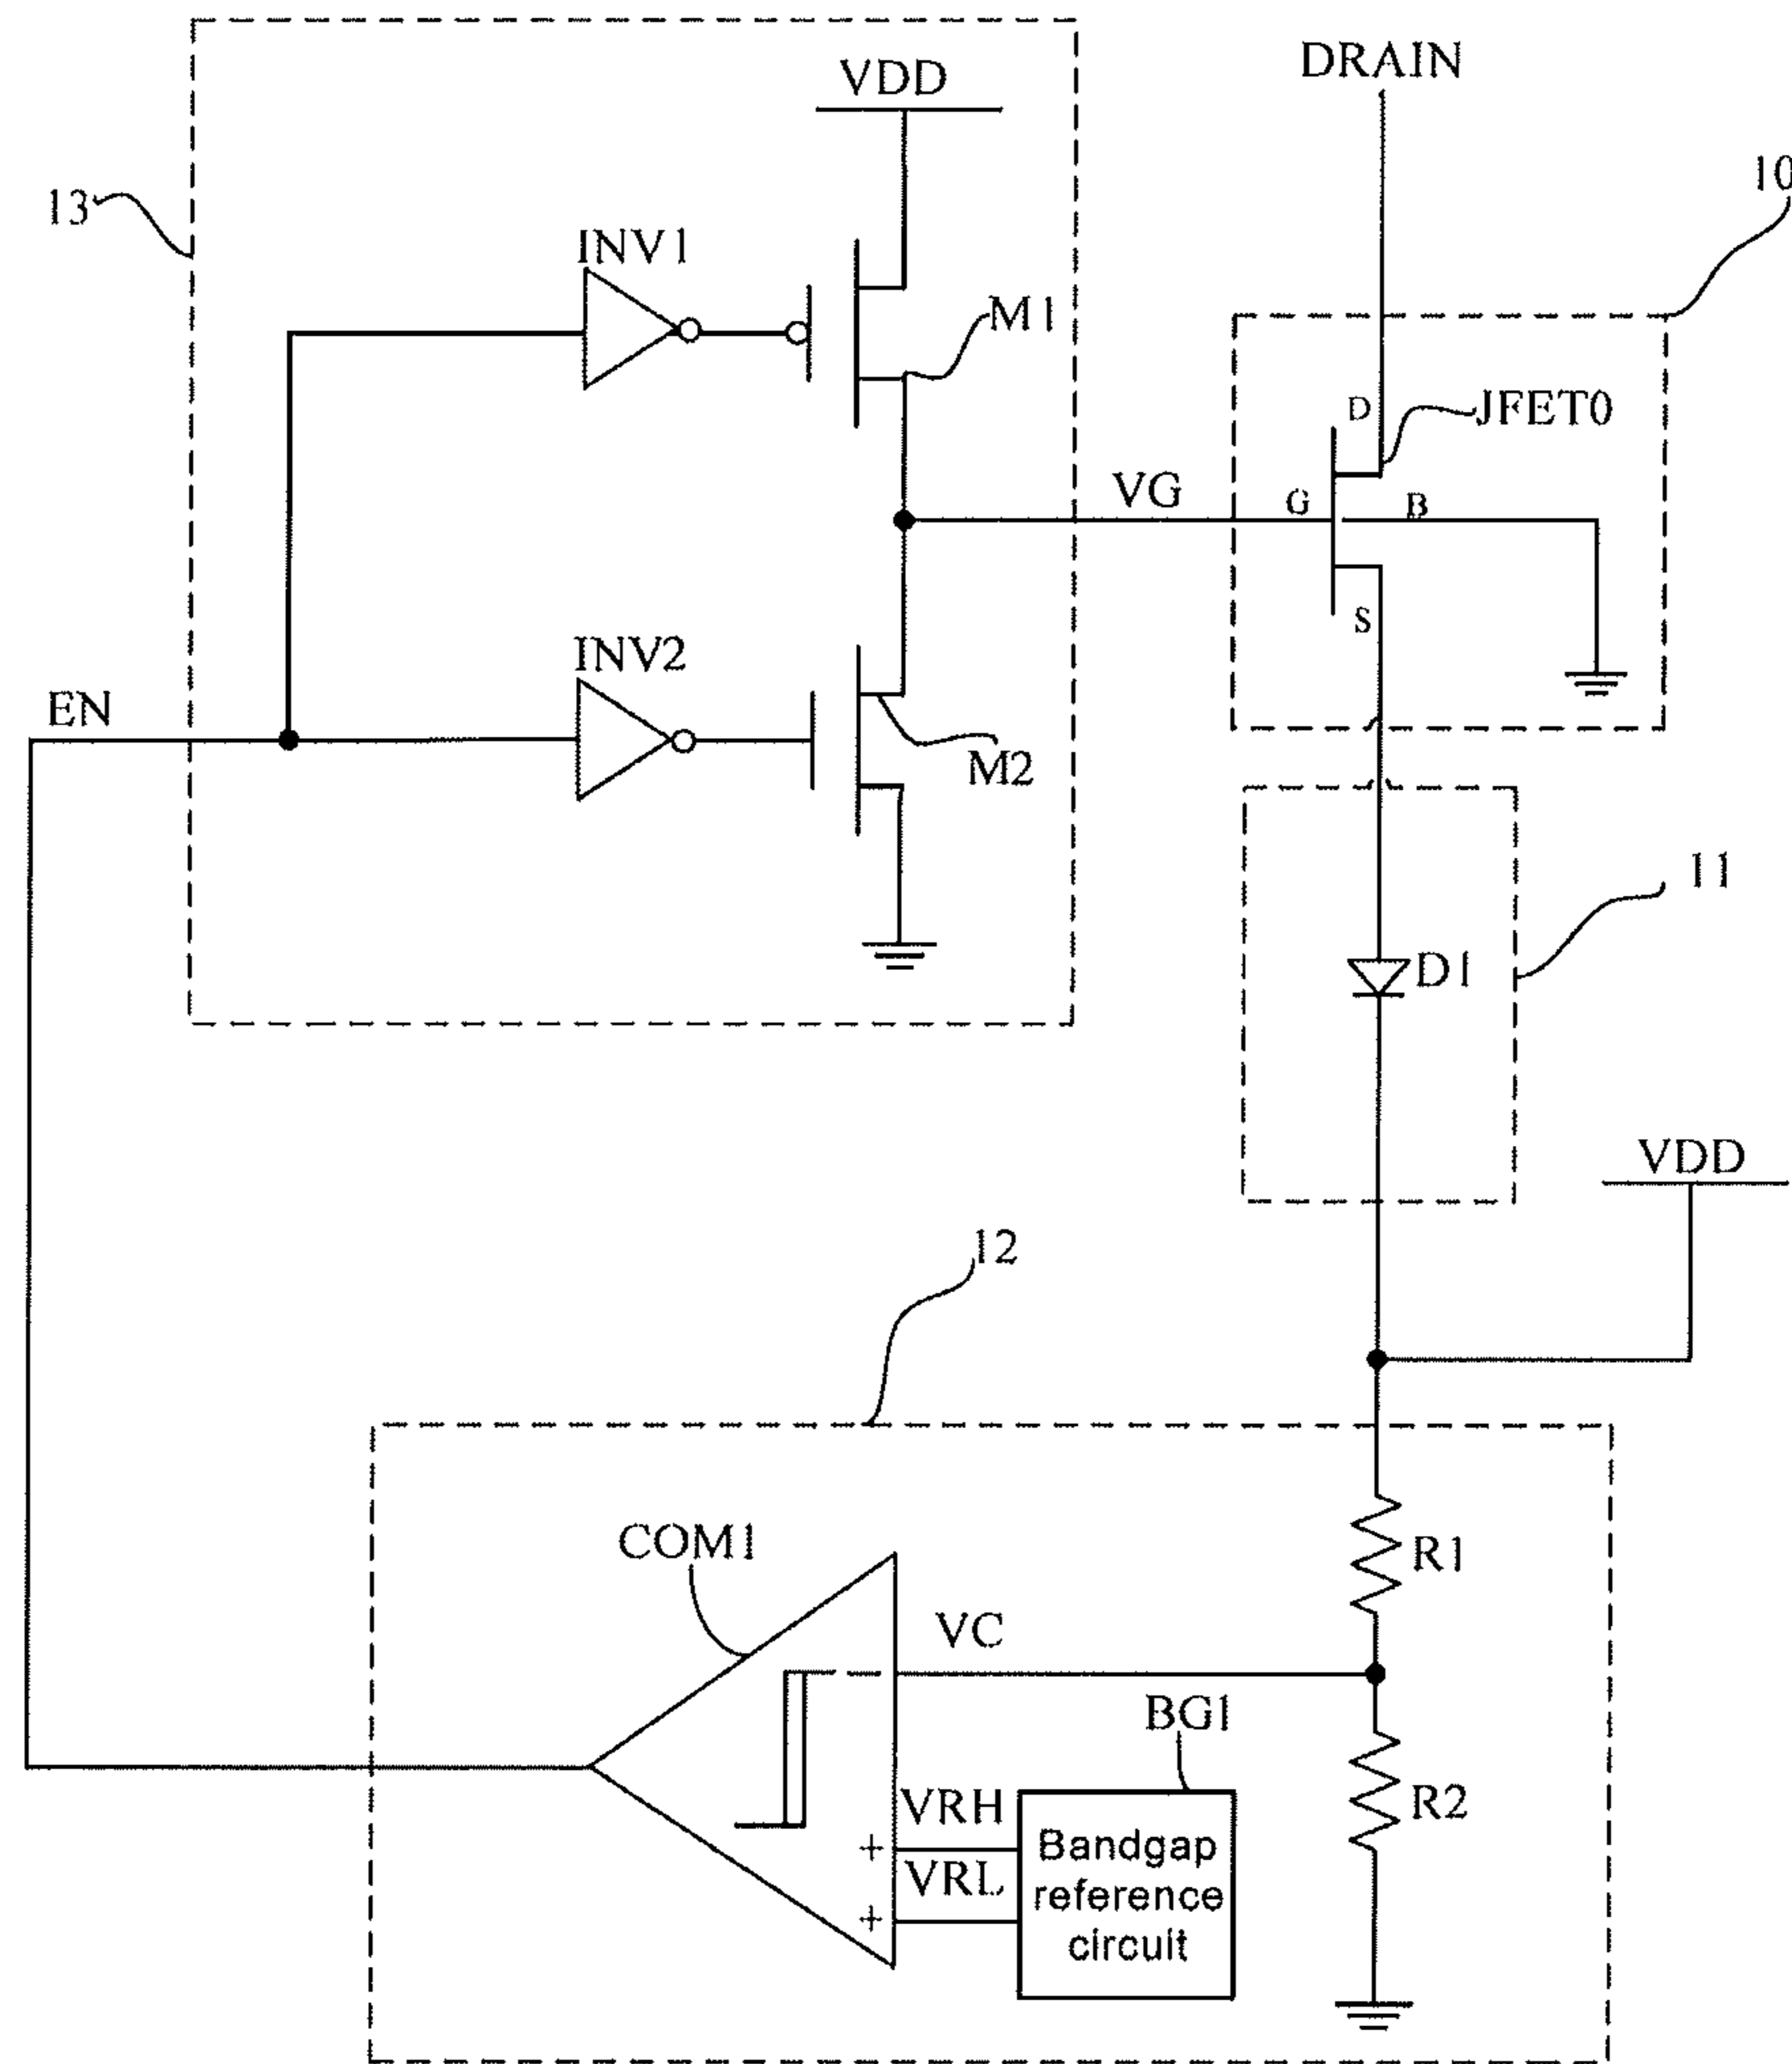 VDD
DRAIN
10
13
INV1
M1
D
JFET0
VG
G
B
S
INV2
EN
M2
11
D1
VDD
12
COM1
R1
VC
BG1
VRH
R2
+
VRL
+
Bandgap
reference
circuit